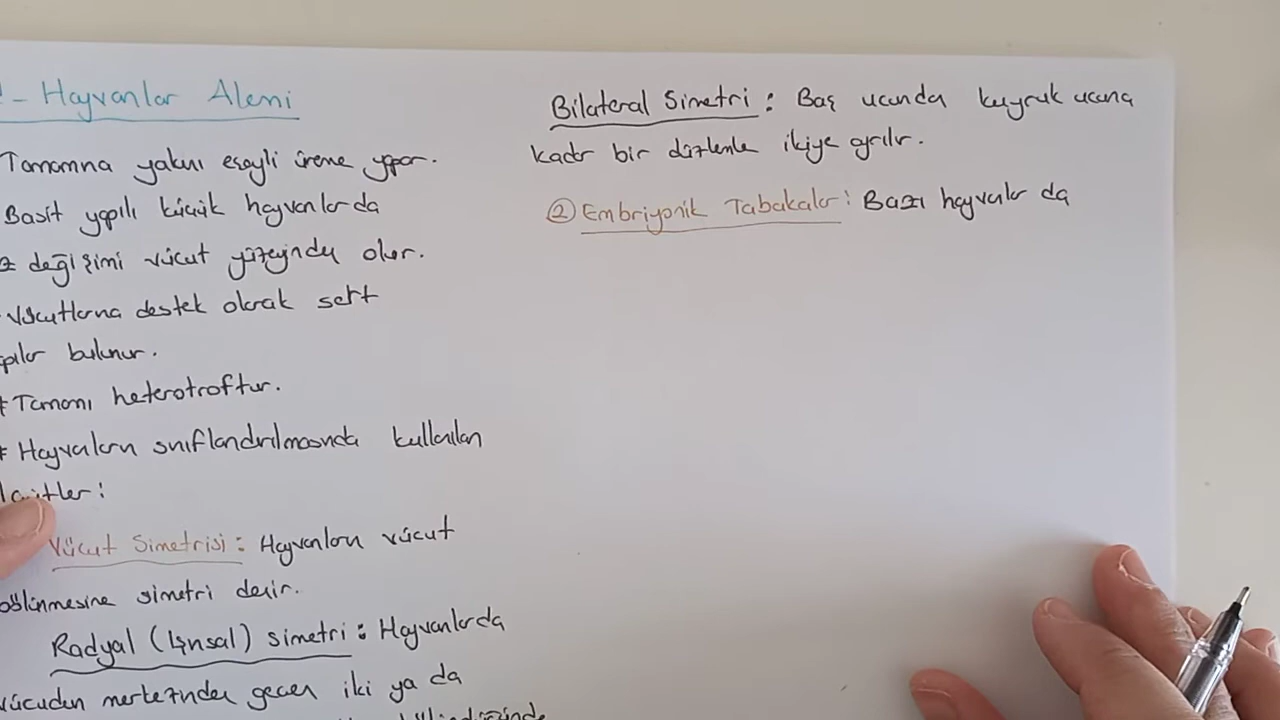 - Hayvanlar Alemi
Tamamına yakını eşeyli üreme yapar.
Basit yapılı küçük hayvanlarda
değişimi vücut yüzeyinden olur.
Vücutlarına destek olarak sert
bulunur.
* Tamamı heterotroftur.
* Hayvanların sınıflandırılmasında kullanılan
Vücut Simetrisi: Hayvanların vücut
simetri denir.
Radyal (Işınsal) simetri: Hayvanlarda
vücudun merkezinden geçen iki ya da
Bilateral Simetri: Baş ucundan kuyruk ucuna
kadar bir düzlemle ikiye ayrılır.
② Embriyonik Tabakalar: Bazı hayvanlar da